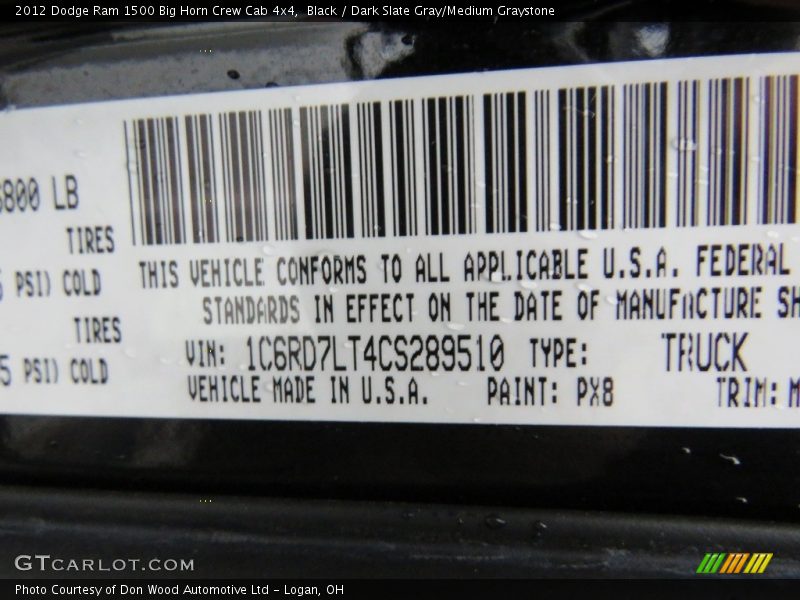 2012 Dodge Ram 1500 Big Horn Crew Cab 4x4, Black / Dark Slate Gray/Medium Graystone
6800 LB
TIRES
PSI) COLD
TIRES
5 PSI) COLD
THIS VEHICLE CONFORMS TO ALL APPLICABLE U.S.A. FEDERAL
STANDARDS IN EFFECT ON THE DATE OF MANUFACTURE SH
VIN: 1C6RD7LT4CS289510 TYPE: TRUCK
VEHICLE MADE IN U.S.A. PAINT: PX8 TRIM: M
GTCARLOT.COM
Photo Courtesy of Don Wood Automotive Ltd - Logan, OH